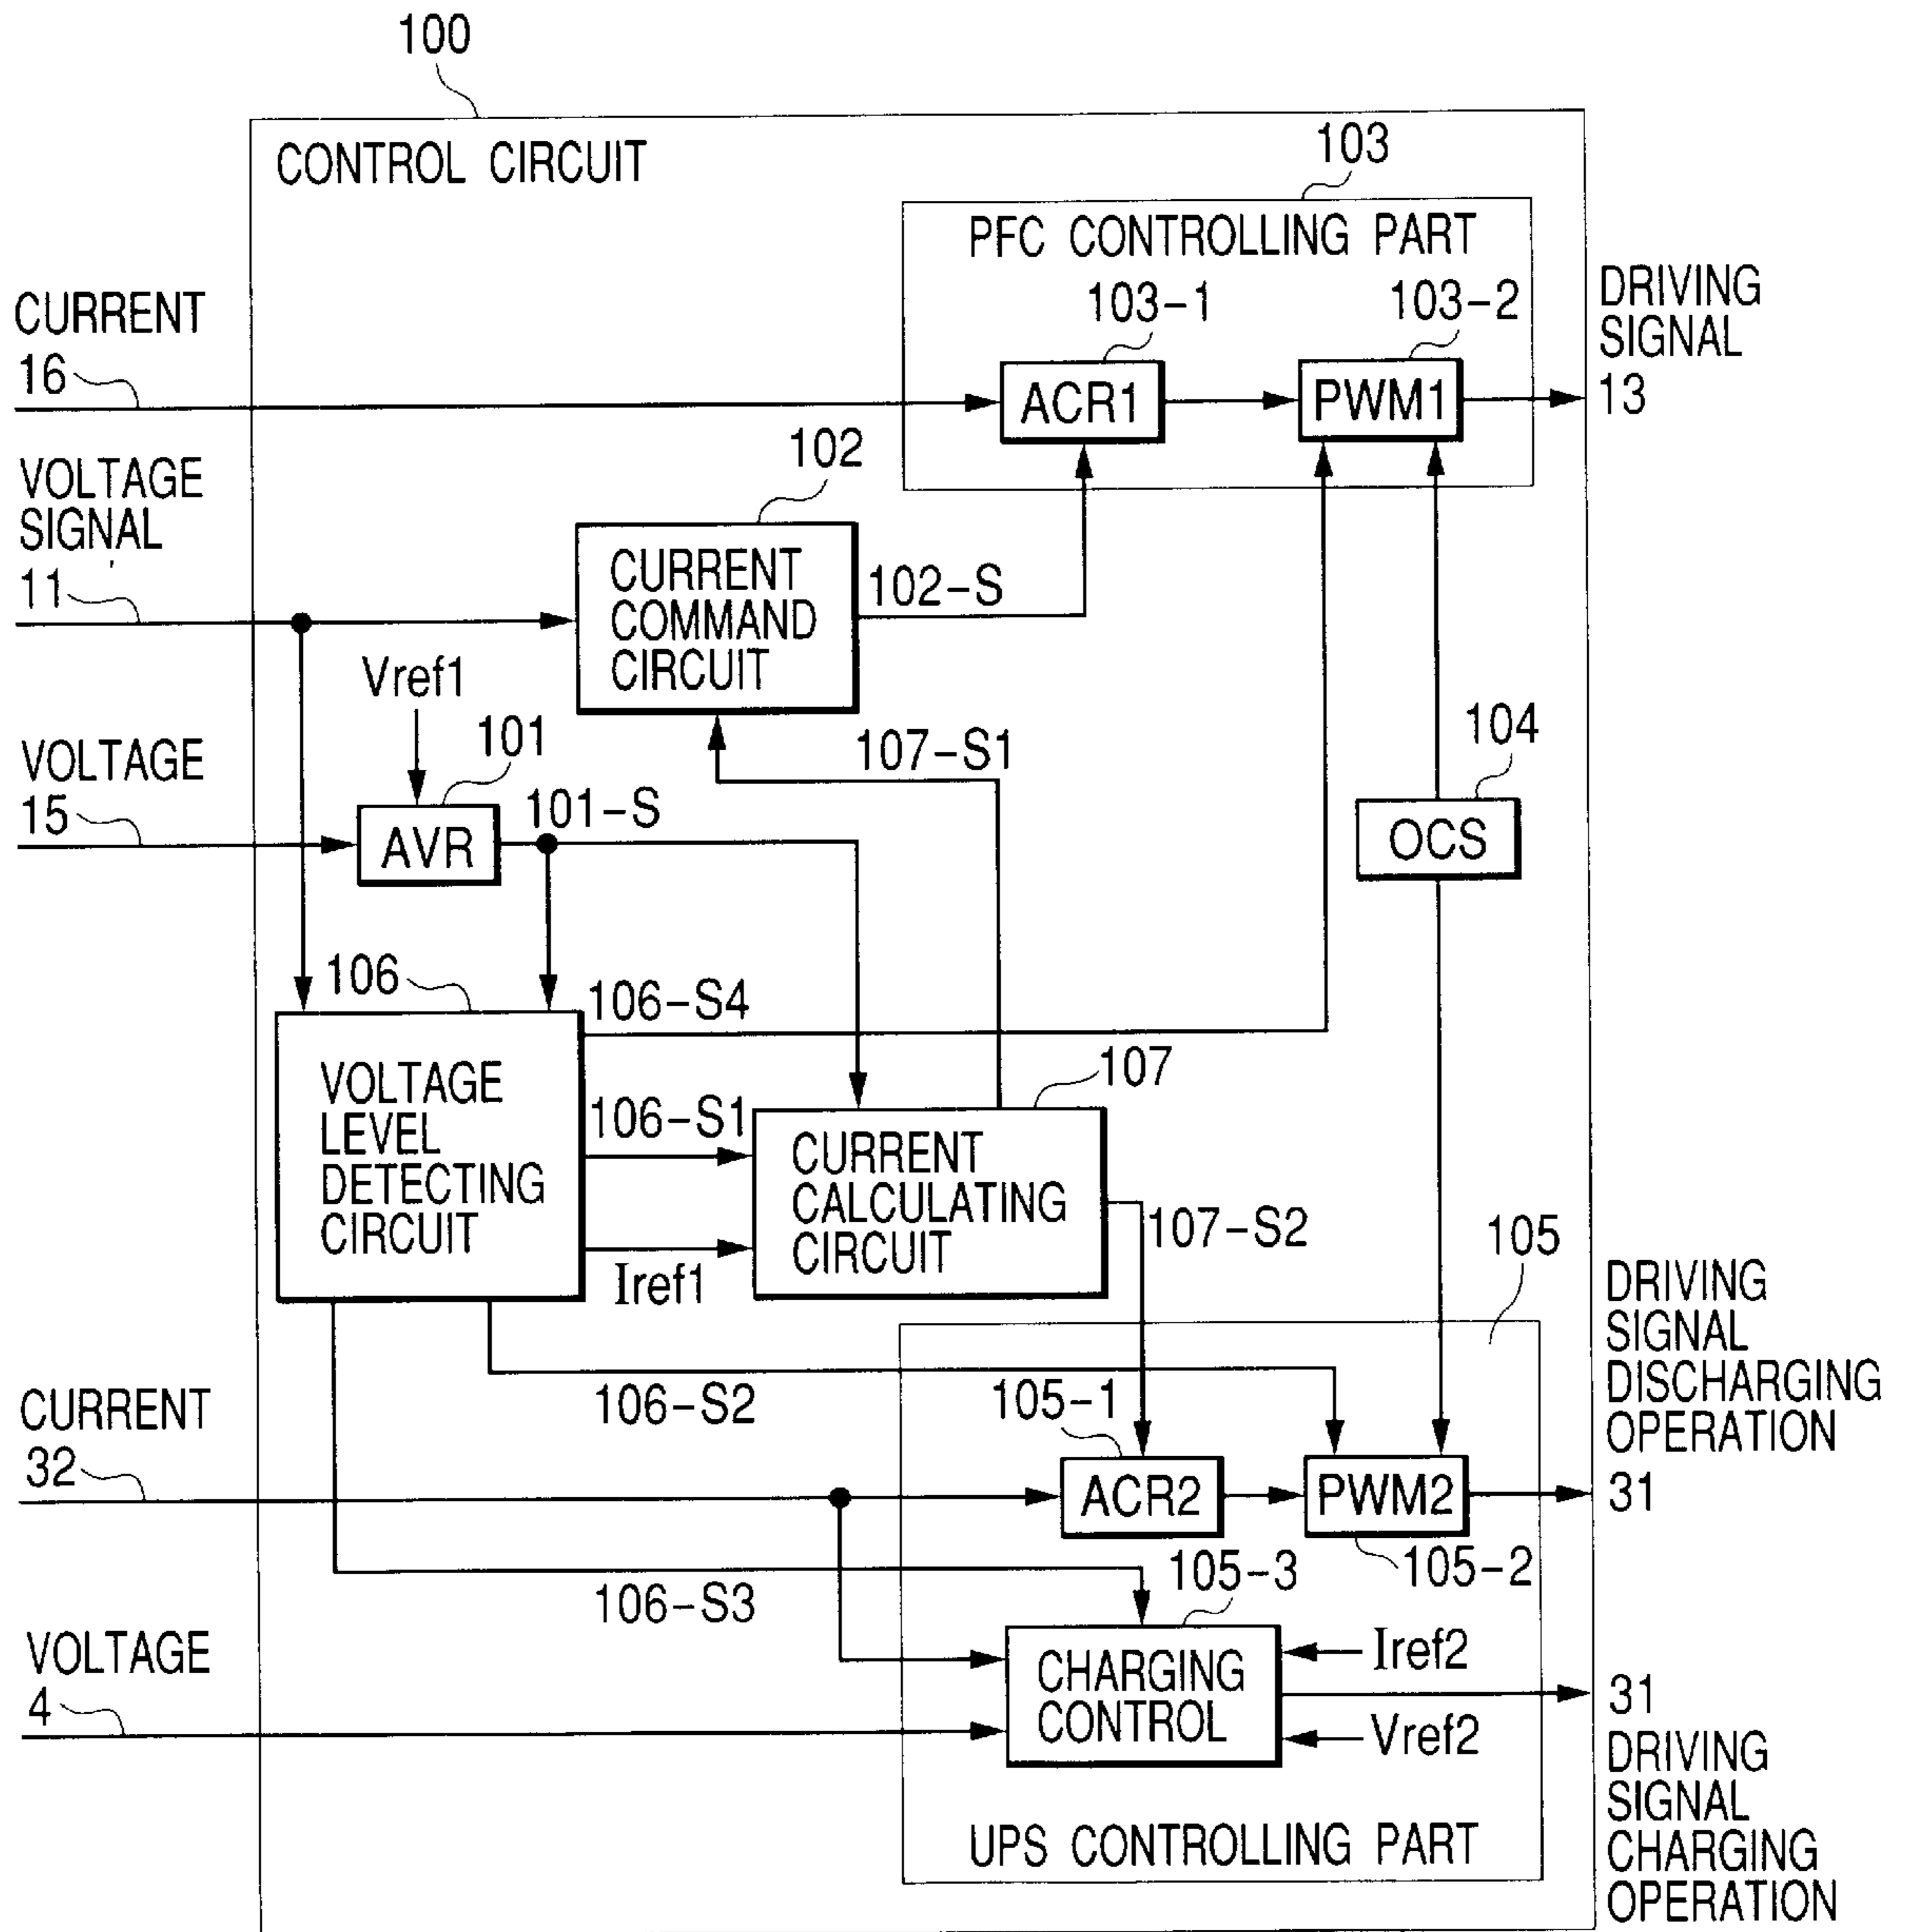 100
CONTROL CIRCUIT
103
PFC CONTROLLING PART
103-1
103-2
ACR1
PWM1
CURRENT
16
DRIVING
SIGNAL
13
VOLTAGE
SIGNAL
11
102
CURRENT
COMMAND
CIRCUIT
102-S
Vref1
107-S1
104
VOLTAGE
15
101
101-S
AVR
OCS
106
106-S4
VOLTAGE
LEVEL
DETECTING
CIRCUIT
106-S1
107
CURRENT
CALCULATING
CIRCUIT
Iref1
107-S2
105
DRIVING
SIGNAL
DISCHARGING
OPERATION
31
106-S2
105-1
CURRENT
32
ACR2
PWM2
105-2
105-3
106-S3
VOLTAGE
4
CHARGING
CONTROL
Iref2
Vref2
31
DRIVING
SIGNAL
CHARGING
OPERATION
UPS CONTROLLING PART